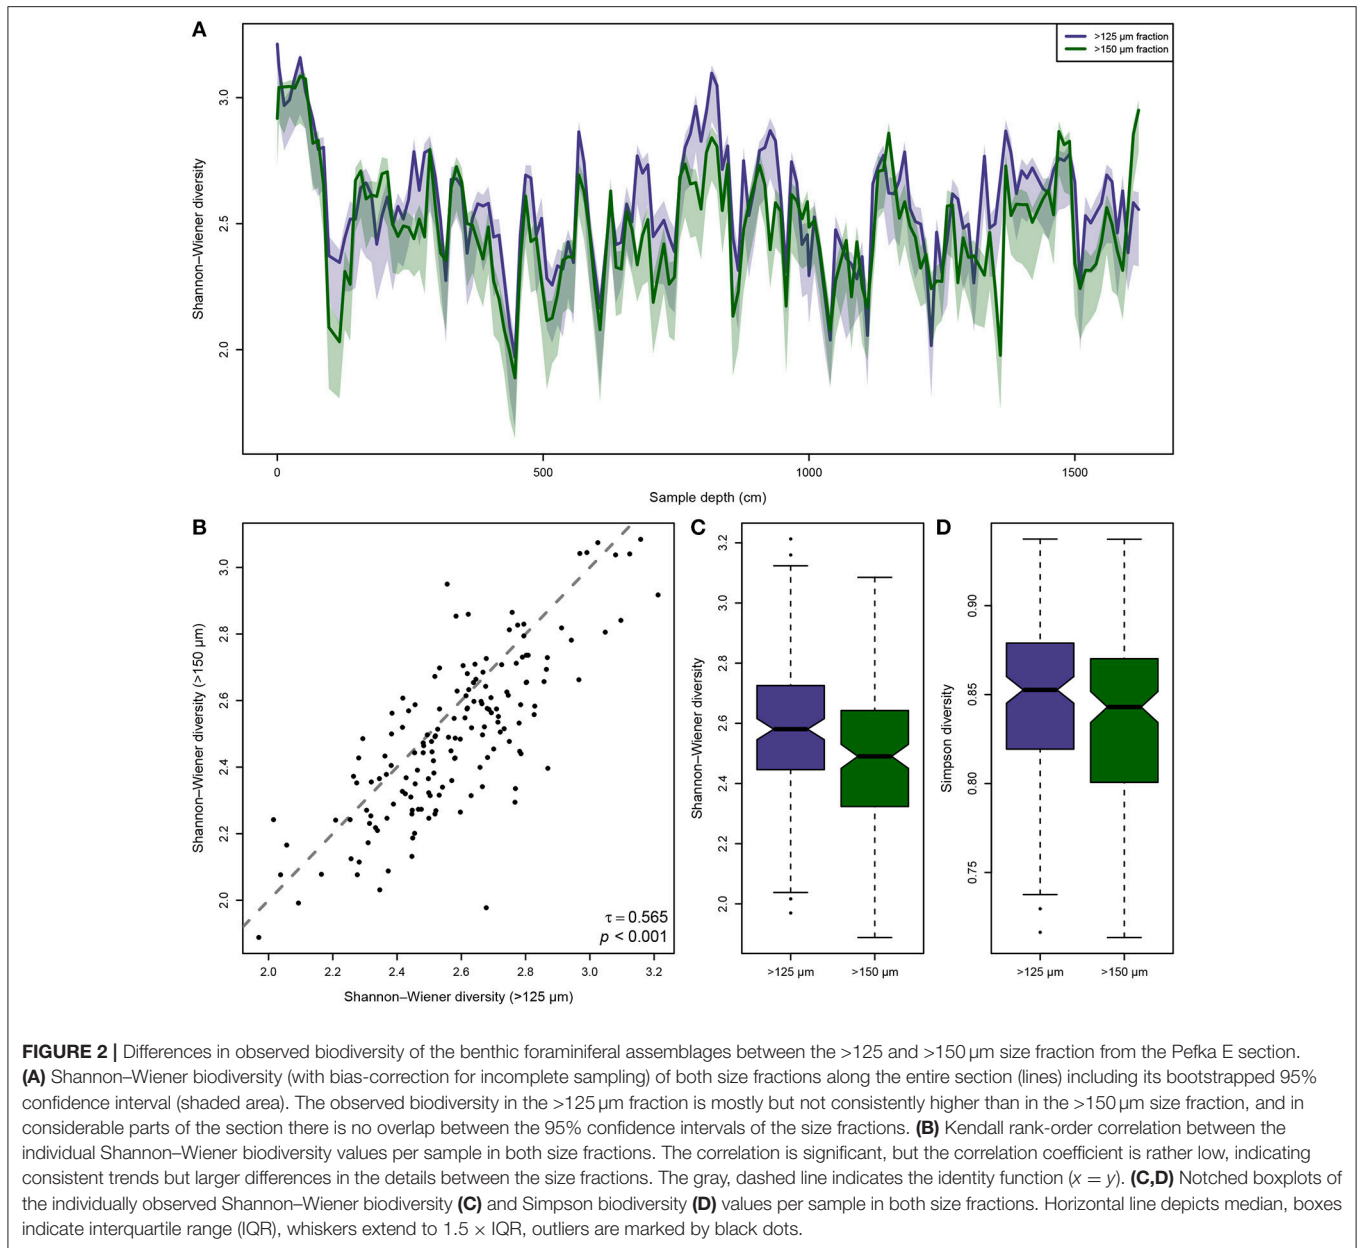 A
>125 µm fraction
>150 µm fraction
3.0
2.5
2.0
Shannon–Wiener diversity
0
500
1000
1500
Sample depth (cm)
B
3.0
2.8
2.6
2.4
2.2
2.0
Shannon–Wiener diversity (>150 µm)
τ = 0.565
p < 0.001
2.0
2.2
2.4
2.6
2.8
3.0
3.2
Shannon–Wiener diversity (>125 µm)
C
3.2
3.0
2.8
2.6
2.4
2.2
2.0
Shannon–Wiener diversity
>125 µm
>150 µm
D
0.90
0.85
0.80
0.75
Simpson diversity
>125 µm
>150 µm
FIGURE 2 | Differences in observed biodiversity of the benthic foraminiferal assemblages between the >125 and >150 µm size fraction from the Pefka E section.
(A) Shannon–Wiener biodiversity (with bias-correction for incomplete sampling) of both size fractions along the entire section (lines) including its bootstrapped 95%
confidence interval (shaded area). The observed biodiversity in the >125 µm fraction is mostly but not consistently higher than in the >150 µm size fraction, and in
considerable parts of the section there is no overlap between the 95% confidence intervals of the size fractions. (B) Kendall rank-order correlation between the
individual Shannon–Wiener biodiversity values per sample in both size fractions. The correlation is significant, but the correlation coefficient is rather low, indicating
consistent trends but larger differences in the details between the size fractions. The gray, dashed line indicates the identity function (x = y). (C,D) Notched boxplots of
the individually observed Shannon–Wiener biodiversity (C) and Simpson biodiversity (D) values per sample in both size fractions. Horizontal line depicts median, boxes
indicate interquartile range (IQR), whiskers extend to 1.5 × IQR, outliers are marked by black dots.